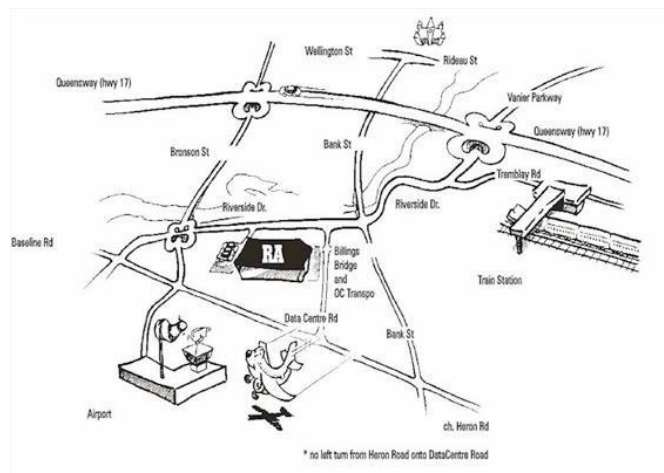 Wellington St
Rideau St
Queensway (hwy 17)
Vanier Parkway
Queensway (hwy 17)
Bronson St
Bank St
Tremblay Rd
Riverside Dr.
Riverside Dr.
Baseline Rd
RA
Billings
Bridge
and
OC Transpo
Train Station
Data Centre Rd
Bank St
Airport
ch. Heron Rd
* no left turn from Heron Road onto DataCentre Road